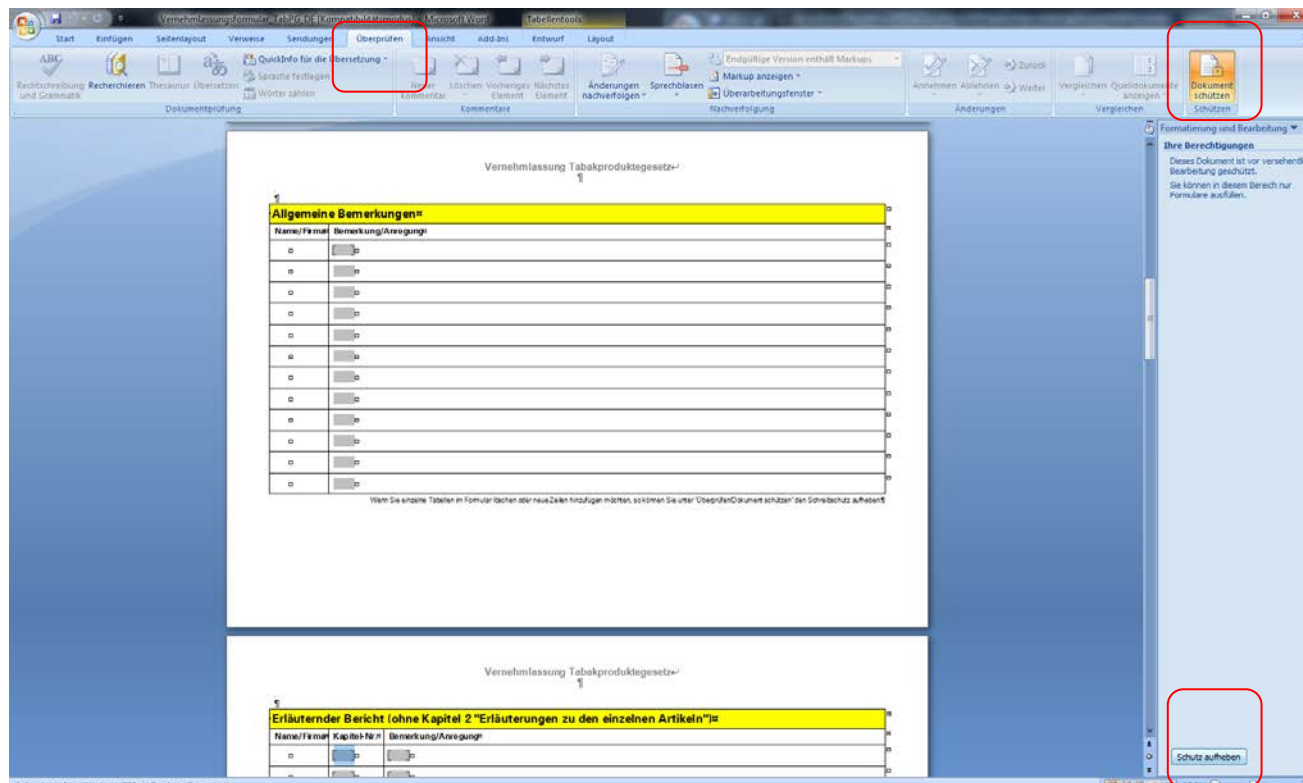 Vernehmlassungsformular_TabPG_DE [Kompatibilitätsmodus] - Microsoft Word
Tabellentools
Start Einfügen Seitenlayout Verweise Sendungen Überprüfen Ansicht Add-Ins Entwurf Layout
ABC
Rechtschreibung und Grammatik
Recherchieren
Thesaurus
Übersetzen
QuickInfo für die Übersetzung
Sprache festlegen
Wörter zählen
Dokumentprüfung
Neuer Kommentar
Löschen
Vorheriges Element
Nächstes Element
Kommentare
Änderungen nachverfolgen
Sprechblasen
Endgültige Version enthält Markups
Markup anzeigen
Überarbeitungsfenster
Nachverfolgung
Annehmen
Ablehnen
Zurück
Weiter
Änderungen
Vergleichen
Quelldokumente anzeigen
Vergleichen
Dokument schützen
Schützen
Formatierung und Bearbeitung
Ihre Berechtigungen
Dieses Dokument ist vor versehentl
Bearbeitung geschützt.
Sie können in diesem Bereich nur
Formulare ausfüllen.
Vernehmlassung Tabakproduktegesetz
¶
¶
Allgemeine Bemerkungen¤
Name/Firma Bemerkung/Anregung¤
Wenn Sie einzelne Tabellen im Formular löschen oder neue Zeilen hinzufügen möchten, so können Sie unter "Überprüfen/Dokument schützen" den Schreibschutz aufheben¶
Vernehmlassung Tabakproduktegesetz
¶
¶
Erläuternder Bericht (ohne Kapitel 2 "Erläuterungen zu den einzelnen Artikeln")¤
Name/Firma Kapitel-Nr.¤ Bemerkung/Anregung¤
Schutz aufheben